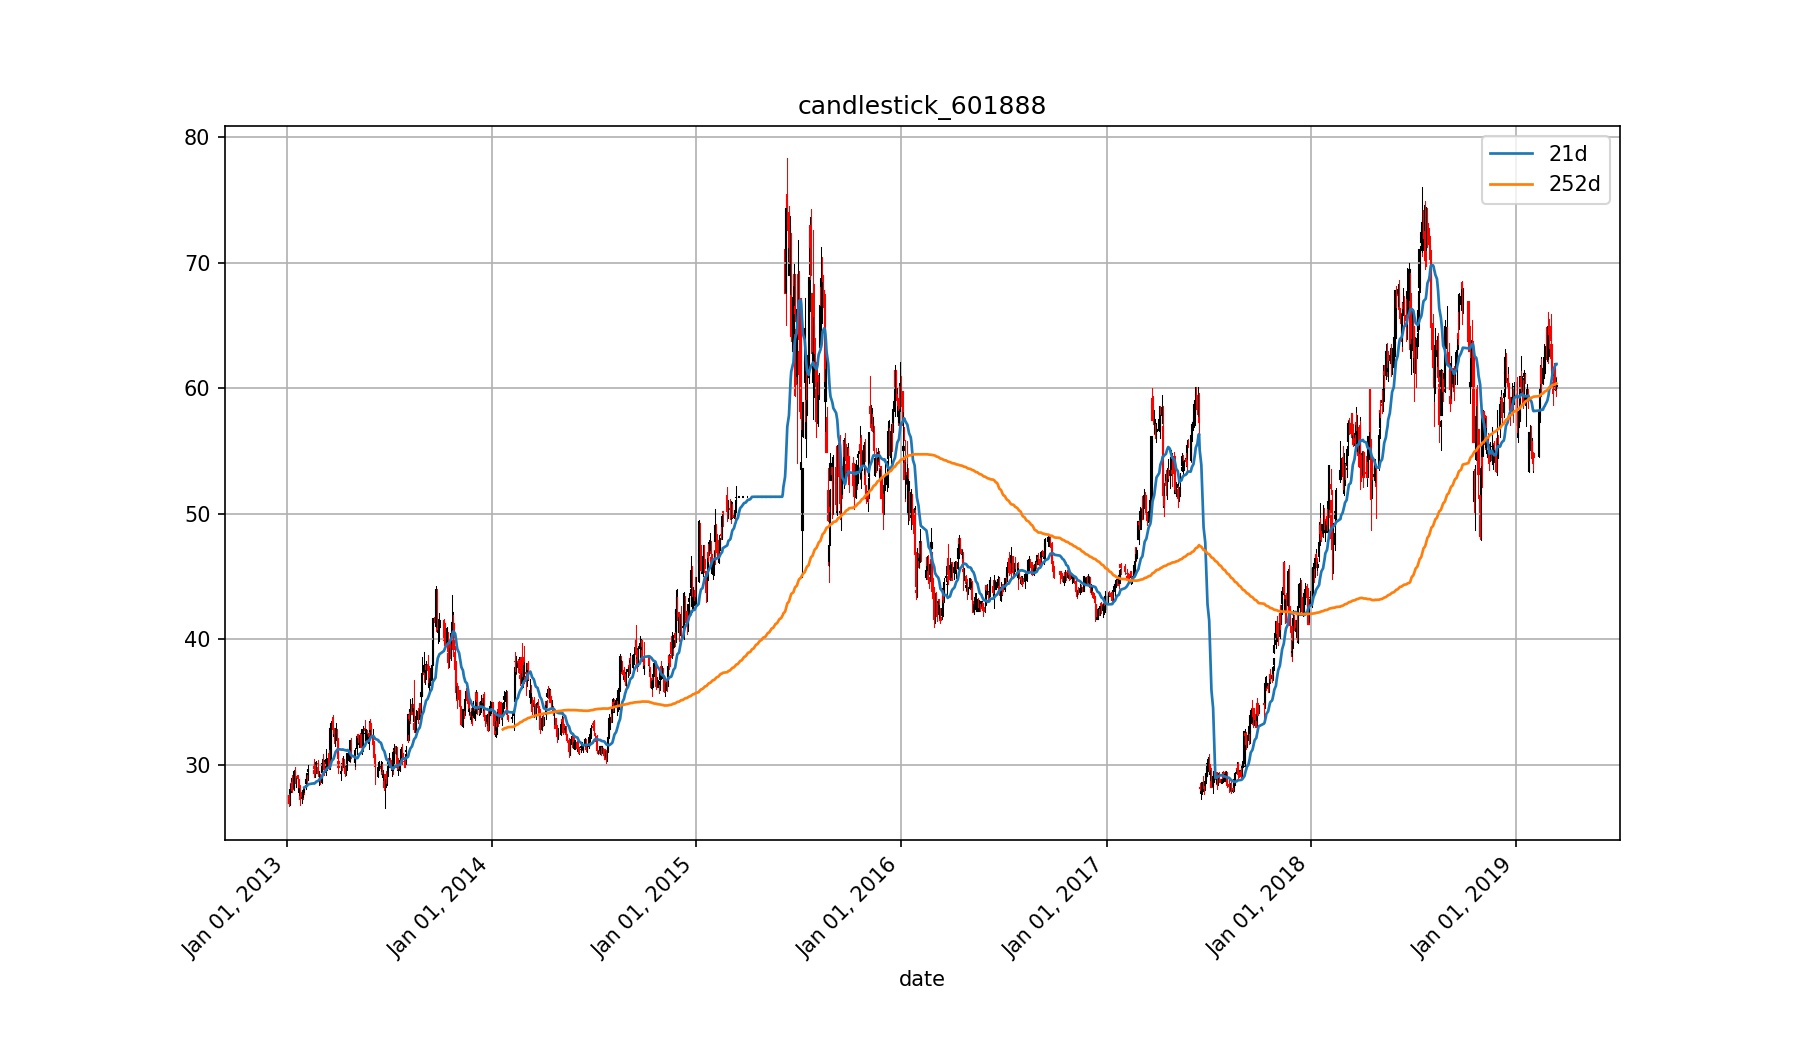 candlestick_601888
21d
252d
80
70
60
50
40
30
Jan 01, 2013
Jan 01, 2014
Jan 01, 2015
Jan 01, 2016
Jan 01, 2017
Jan 01, 2018
Jan 01, 2019
date